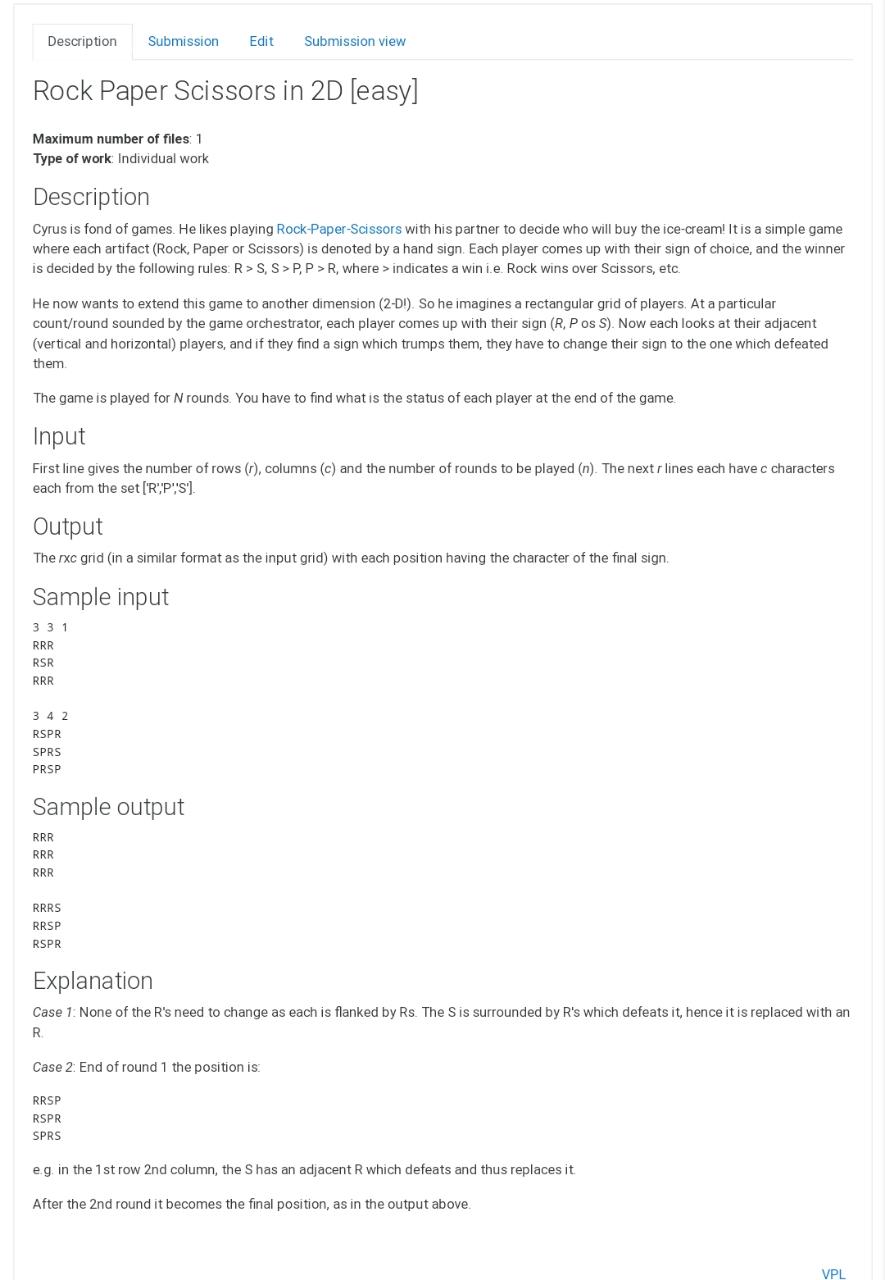 Description Submission Edit Submission view
Rock Paper Scissors in 2D [easy]
Maximum number of files: 1
Type of work: Individual work
Description
Cyrus is fond of games. He likes playing Rock-Paper-Scissors with his partner to decide who will buy the ice-cream! It is a simple game
where each artifact (Rock, Paper or Scissors) is denoted by a hand sign. Each player comes up with their sign of choice, and the winner
is decided by the following rules: R > S, S > P, P > R, where > indicates a win i.e. Rock wins over Scissors, etc.
He now wants to extend this game to another dimension (2-D!). So he imagines a rectangular grid of players. At a particular
count/round sounded by the game orchestrator, each player comes up with their sign (R, P os S). Now each looks at their adjacent
(vertical and horizontal) players, and if they find a sign which trumps them, they have to change their sign to the one which defeated
them.
The game is played for N rounds. You have to find what is the status of each player at the end of the game.
Input
First line gives the number of rows (r), columns (c) and the number of rounds to be played (n). The next r lines each have c characters
each from the set ['R','P','S'].
Output
The rxc grid (in a similar format as the input grid) with each position having the character of the final sign.
Sample input
3 3 1
RRR
RSR
RRR
3 4 2
RSPR
SPRS
PRSP
Sample output
RRR
RRR
RRR
RRRS
RRSP
RSPR
Explanation
Case 1: None of the R's need to change as each is flanked by Rs. The S is surrounded by R's which defeats it, hence it is replaced with an
R.
Case 2: End of round 1 the position is:
RRSP
RSPR
SPRS
e.g. in the 1st row 2nd column, the S has an adjacent R which defeats and thus replaces it.
After the 2nd round it becomes the final position, as in the output above.
VPL